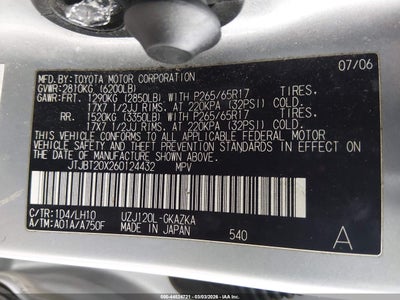 07/06
MFD. BY: TOYOTA MOTOR CORPORATION
GVWR: 2810KG (6200LB)
GAWR: FRT. 1290KG (2850LB) WITH P265/65R17 TIRES.
17X7 1/2JJ RIMS. AT 220KPA (32PSI) COLD.
RR. 1520KG (3350LB) WITH P265/65R17 TIRES.
17X7 1/2JJ RIMS. AT 220KPA (32PSI) COLD.
THIS VEHICLE CONFORMS TO ALL APPLICABLE FEDERAL MOTOR
VEHICLE SAFETY STANDARDS IN EFFECT ON THE DATE OF
MANUFACTURE SHOWN ABOVE.
JTJBT20X260124432 MPV
C/TR: 1D4/LH10 UZJ120L-GKAZKA
A/TM: A01A/A750F MADE IN JAPAN 540 A